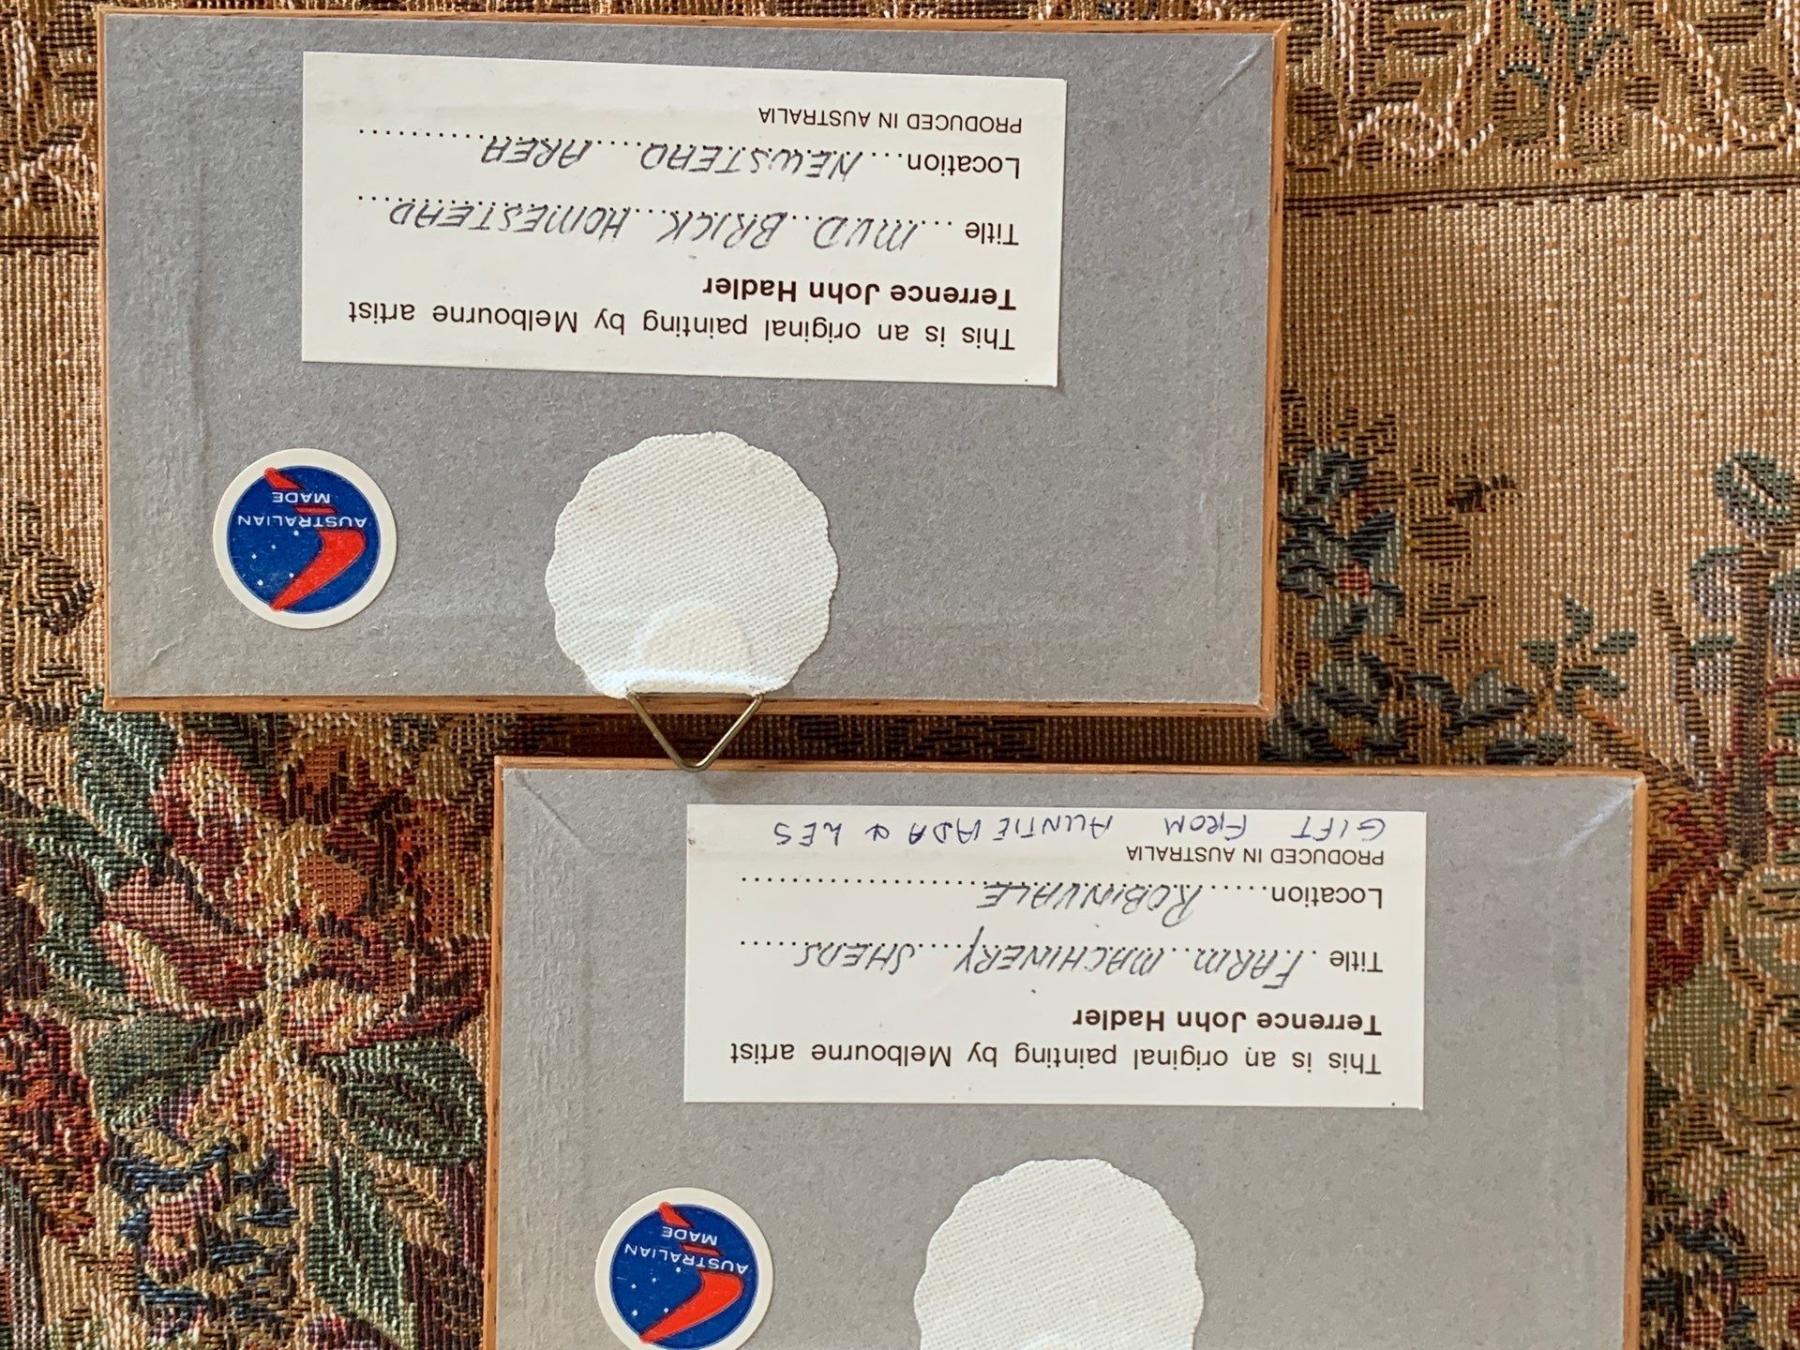 This is an original painting by Melbourne artist
Terrence John Hadler
Title ... MUD BRICK HOMESTEAD ...
Location .... NEWSTEAD AREA ....
PRODUCED IN AUSTRALIA
AUSTRALIAN
MADE
This is an original painting by Melbourne artist
Terrence John Hadler
Title . FARM MACHINERY SHEDS .....
Location ...... ROBINVALE ......
PRODUCED IN AUSTRALIA
GIFT FROM AUNTIE ADA & LES
AUSTRALIAN
MADE